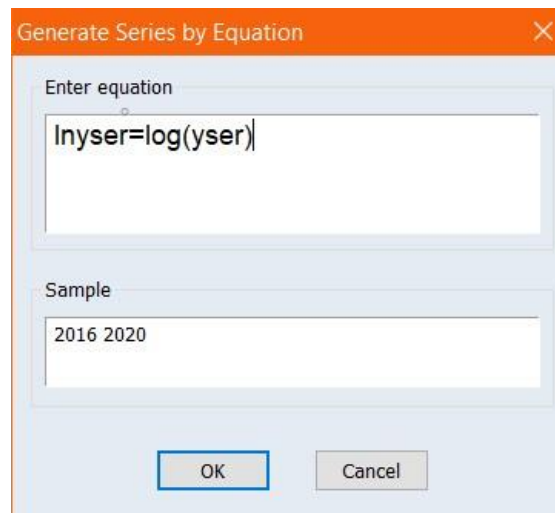 Generate Series by Equation
Enter equation
lnyser=log(yser)
Sample
2016 2020
OK
Cancel